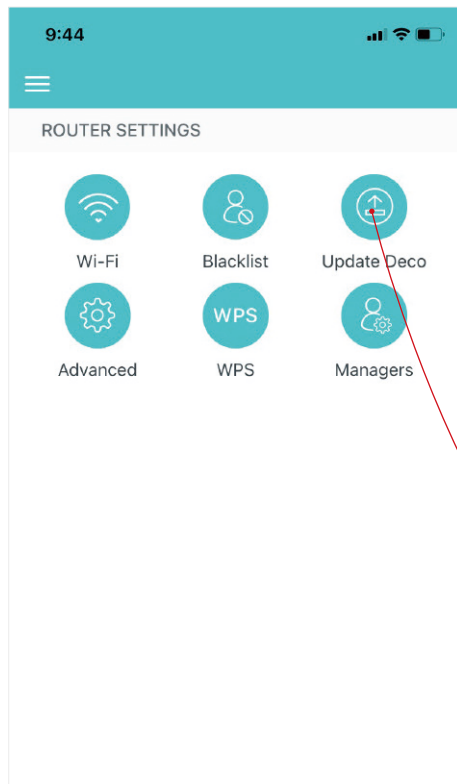 9:44
ROUTER SETTINGS
Wi-Fi Blacklist Update Deco
WPS
Advanced WPS Managers